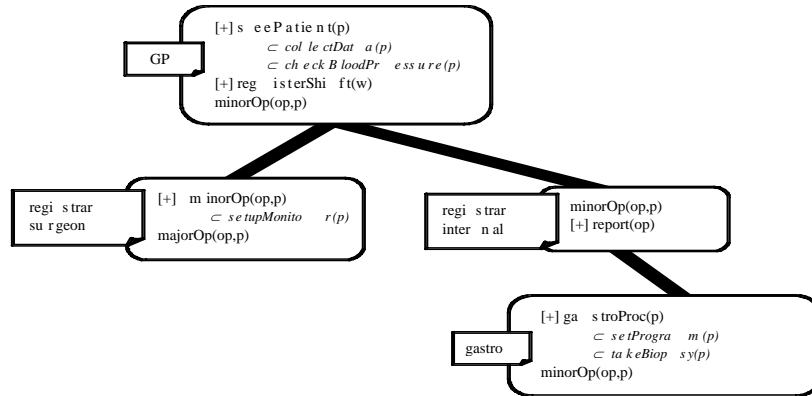 GP
[+] seePatient(p)
⊂ collectData(p)
⊂ checkBloodPressure(p)
[+] registerShift(w)
minorOp(op,p)
registrar
surgeon
[+] minorOp(op,p)
⊂ setupMonitor(p)
majorOp(op,p)
registrar
internal
minorOp(op,p)
[+] report(op)
gastro
[+] gastroProc(p)
⊂ setProgram(p)
⊂ takeBiopsy(p)
minorOp(op,p)